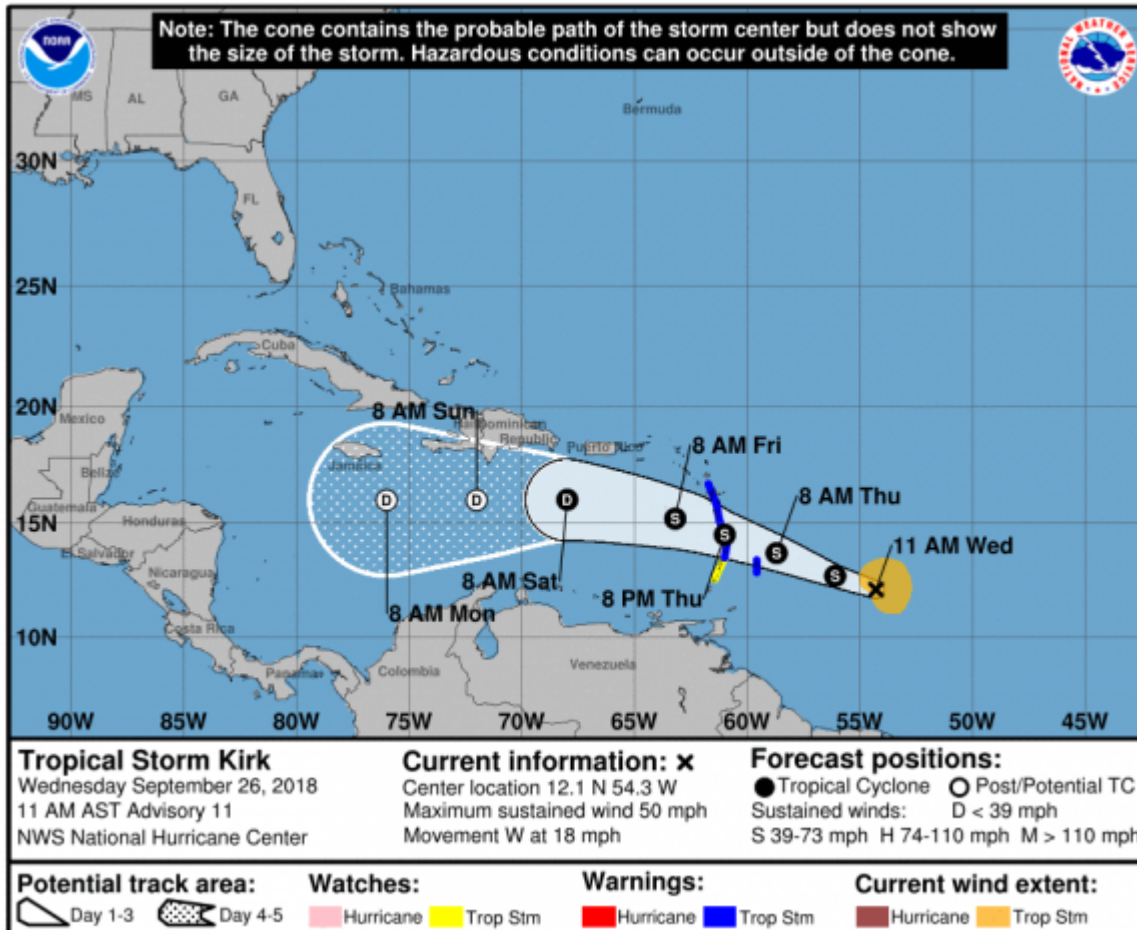 Note: The cone contains the probable path of the storm center but does not show
the size of the storm. Hazardous conditions can occur outside of the cone.
NOAA
NATIONAL WEATHER SERVICE
MS
AL
GA
Bermuda
30N
FL
25N
Bahamas
Cuba
20N
Mexico
8 AM Sun
Dominican
Republic
Puerto Rico
8 AM Fri
Jamaica
Belize
8 AM Thu
D
D
D
S
S
S
S
Guatemala
15N
Honduras
11 AM Wed
El Salvador
Nicaragua
8 AM Sat
8 PM Thu
8 AM Mon
10N
Costa Rica
Panama
Colombia
Venezuela
90W 85W 80W 75W 70W 65W 60W 55W 50W 45W
Tropical Storm Kirk
Wednesday September 26, 2018
11 AM AST Advisory 11
NWS National Hurricane Center
Current information: ×
Center location 12.1 N 54.3 W
Maximum sustained wind 50 mph
Movement W at 18 mph
Forecast positions:
● Tropical Cyclone ○ Post/Potential TC
Sustained winds: D < 39 mph
S 39-73 mph H 74-110 mph M > 110 mph
Potential track area:
Day 1-3 Day 4-5
Watches:
Hurricane Trop Stm
Warnings:
Hurricane Trop Stm
Current wind extent:
Hurricane Trop Stm